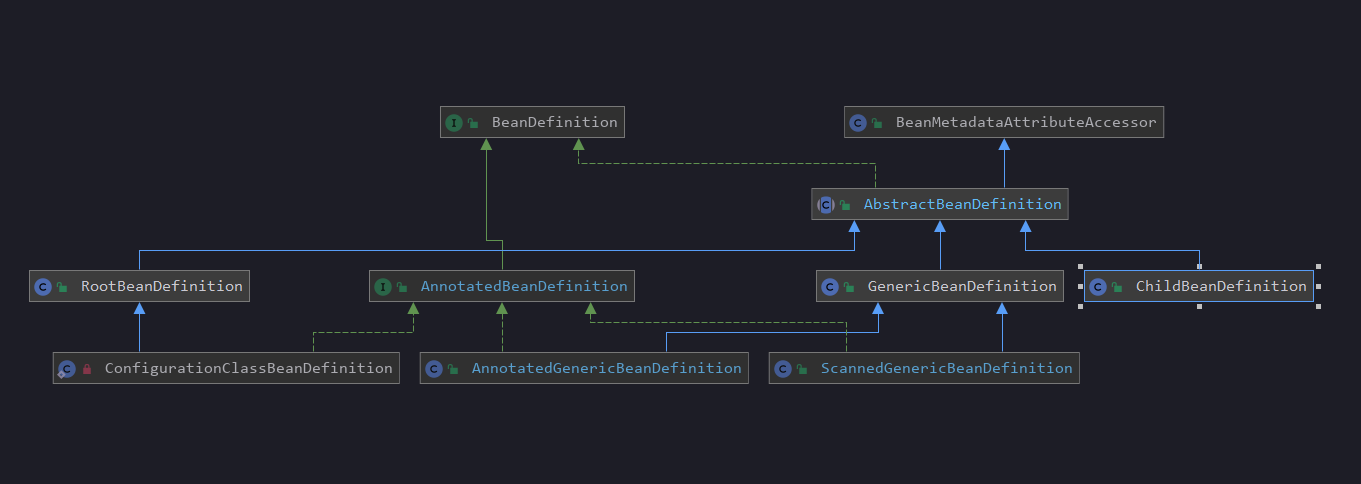 I BeanDefinition
C BeanMetadataAttributeAccessor
C AbstractBeanDefinition
C RootBeanDefinition
I AnnotatedBeanDefinition
C GenericBeanDefinition
C ChildBeanDefinition
C ConfigurationClassBeanDefinition
C AnnotatedGenericBeanDefinition
C ScannedGenericBeanDefinition